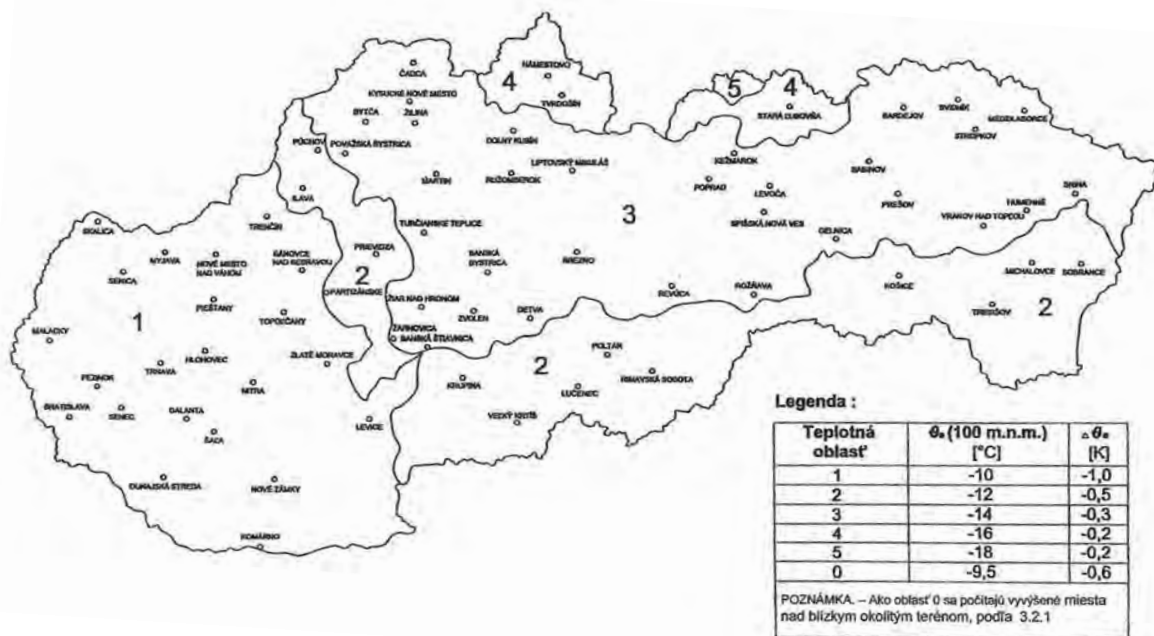 ČADCA
4
NÁMESTOVO
TVRDOŠÍN
5
4
STARÁ ĽUBOVŇA
KYSUCKÉ NOVÉ MESTO
BYTČA
ŽILINA
BARDEJOV
SVIDNÍK
STROPKOV
MEDZILABORCE
PÚCHOV
POVAŽSKÁ BYSTRICA
DOLNÝ KUBÍN
LIPTOVSKÝ MIKULÁŠ
KEŽMAROK
SABINOV
MARTIN
RUŽOMBEROK
POPRAD
LEVOČA
PREŠOV
SNINA
ILAVA
3
SPIŠSKÁ NOVÁ VES
HUMENNÉ
VRANOV NAD TOPĽOU
SKALICA
TRENČÍN
TURČIANSKE TEPLICE
GELNICA
MYJAVA
NOVÉ MESTO
NAD VÁHOM
BÁNOVCE
NAD BEBRAVOU
PRIEVIDZA
BANSKÁ
BYSTRICA
BREZNO
MICHALOVCE
SOBRANCE
SENICA
2
PARTIZÁNSKE
REVÚCA
ROŽŇAVA
KOŠICE
PIEŠŤANY
TOPOĽČANY
ŽIAR NAD HRONOM
ZVOLEN
DETVA
TREBIŠOV
2
1
MALACKY
ŽARNOVICA
BANSKÁ ŠTIAVNICA
HLOHOVEC
ZLATÉ MORAVCE
POLTÁR
TRNAVA
2
RIMAVSKÁ SOBOTA
PEZINOK
NITRA
KRUPINA
LUČENEC
BRATISLAVA
SENEC
GALANTA
ŠAĽA
LEVICE
VEĽKÝ KRTÍŠ
DUNAJSKÁ STREDA
NOVÉ ZÁMKY
KOMÁRNO
Legenda :
Teplotná oblasť θₑ (100 m.n.m.) [°C] △θₑ [K]
1 -10 -1,0
2 -12 -0,5
3 -14 -0,3
4 -16 -0,2
5 -18 -0,2
0 -9,5 -0,6
POZNÁMKA. – Ako oblasť 0 sa počítajú vyvýšené miesta
nad blízkym okolitým terénom, podľa 3.2.1